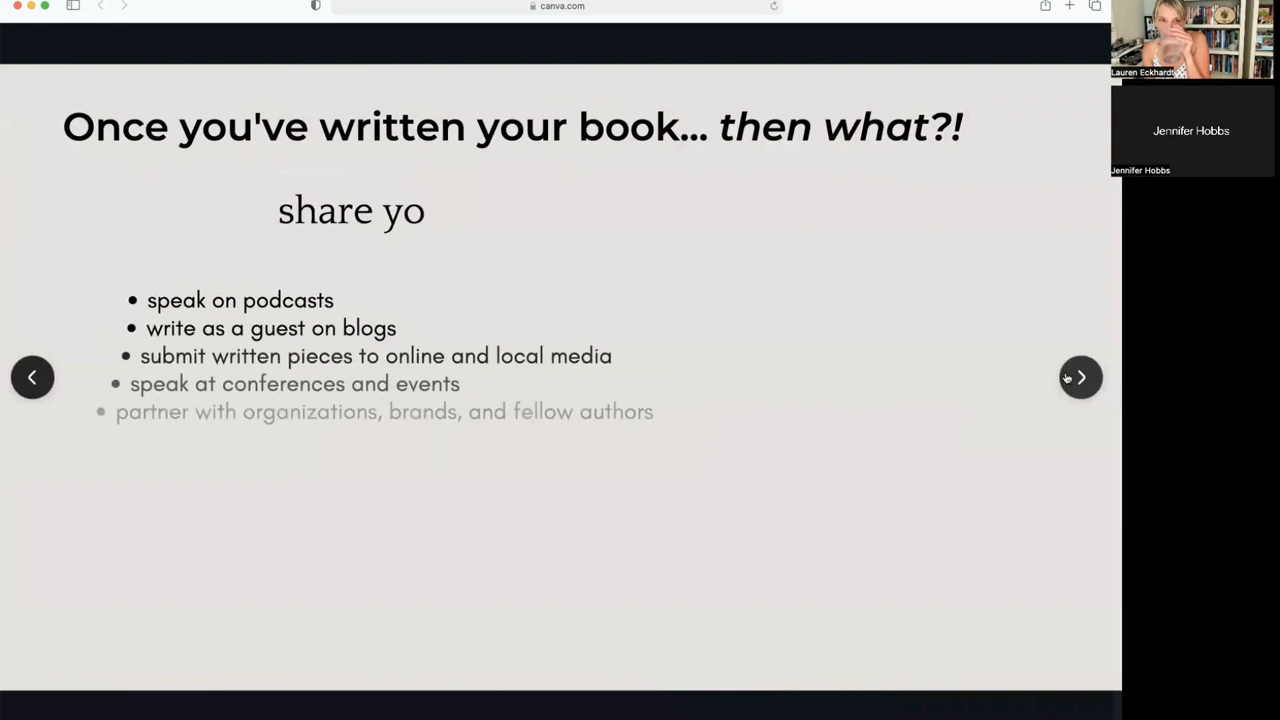 canva.com
Once you've written your book... then what?!
share yo
• speak on podcasts
• write as a guest on blogs
• submit written pieces to online and local media
• speak at conferences and events
• partner with organizations, brands, and fellow authors
Lauren Eckhardt
Jennifer Hobbs
Jennifer Hobbs